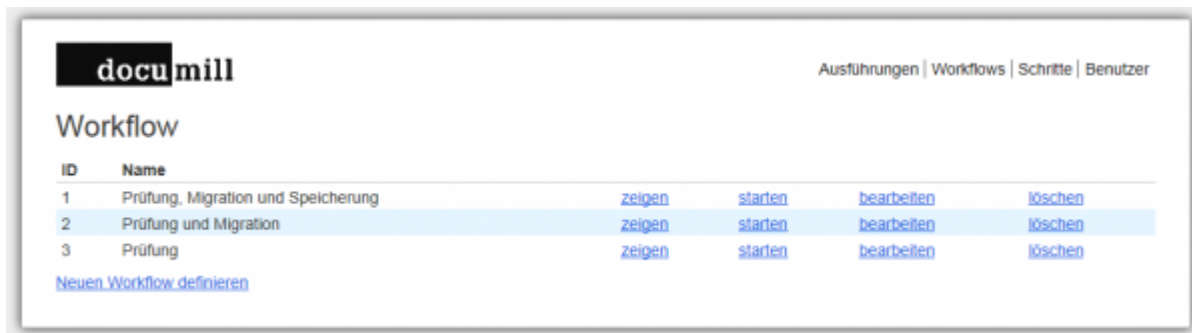 documill
Ausführungen | Workflows | Schritte | Benutzer
Workflow
ID Name
1 Prüfung, Migration und Speicherung zeigen starten bearbeiten löschen
2 Prüfung und Migration zeigen starten bearbeiten löschen
3 Prüfung zeigen starten bearbeiten löschen
Neuen Workflow definieren